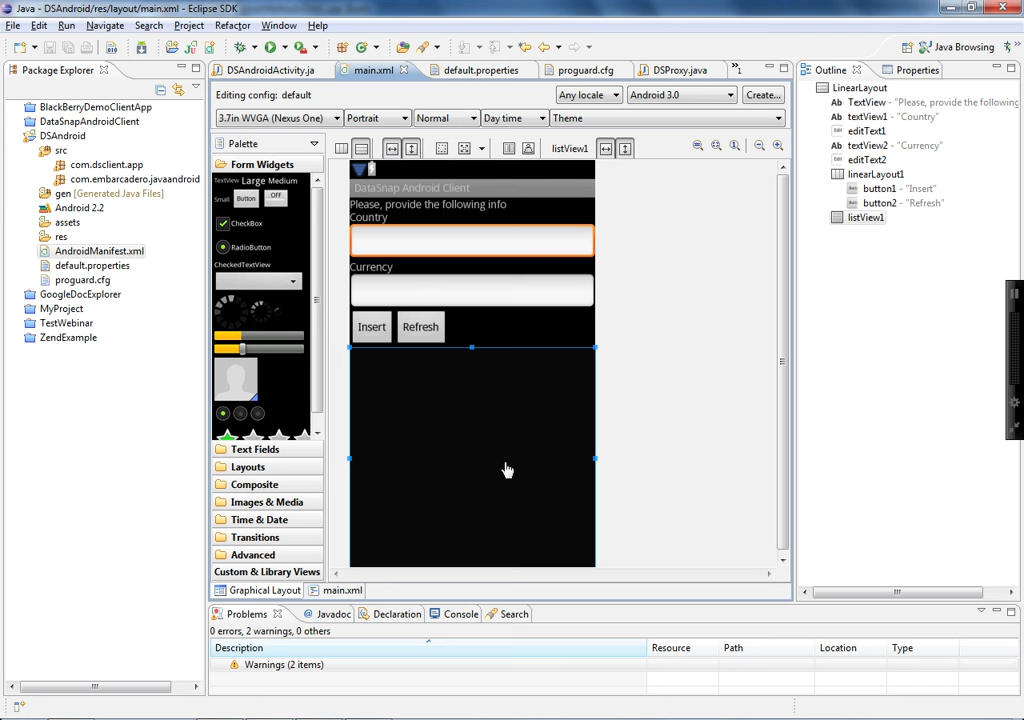 Java - DSAndroid/res/layout/main.xml - Eclipse SDK
File Edit Run Navigate Search Project Refactor Window Help
Java Browsing
Package Explorer
DSAndroidActivity.ja
main.xml
default.properties
proguard.cfg
DSProxy.java
»1
Outline
Properties
BlackBerryDemoClientApp
DataSnapAndroidClient
DSAndroid
src
com.dsclient.app
com.embarcadero.javaandroid
gen [Generated Java Files]
Android 2.2
assets
res
AndroidManifest.xml
default.properties
proguard.cfg
GoogleDocExplorer
MyProject
TestWebinar
ZendExample
Editing config: default
Any locale
Android 3.0
Create...
3.7in WVGA (Nexus One)
Portrait
Normal
Day time
Theme
Palette
listView1
Form Widgets
TextView Large Medium
Small Button OFF
CheckBox
RadioButton
CheckedTextView
Text Fields
Layouts
Composite
Images & Media
Time & Date
Transitions
Advanced
Custom & Library Views
DataSnap Android Client
Please, provide the following info
Country
Currency
Insert Refresh
Graphical Layout
main.xml
LinearLayout
Ab TextView - "Please, provide the following
Ab textView1 - "Country"
editText1
Ab textView2 - "Currency"
editText2
linearLayout1
button1 - "Insert"
button2 - "Refresh"
listView1
Problems
@ Javadoc
Declaration
Console
Search
0 errors, 2 warnings, 0 others
Description Resource Path Location Type
Warnings (2 items)